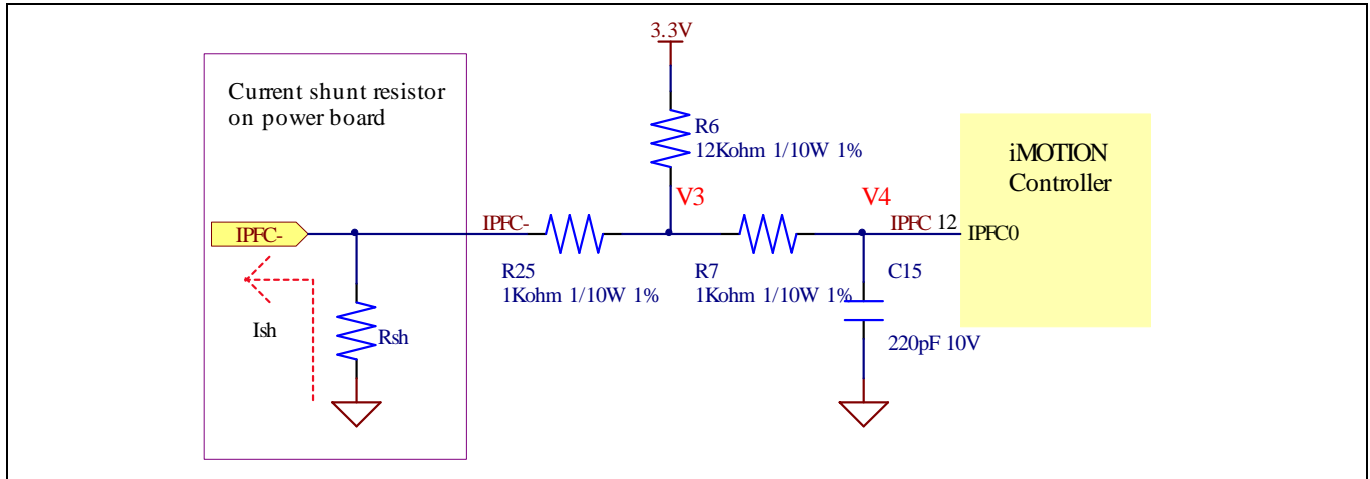 3.3V
Current shunt resistor
on power board
R6
12Kohm 1/10W 1%
iMOTION
Controller
V3
V4
IPFC-
IPFC-
IPFC 12
IPFC0
R25
1Kohm 1/10W 1%
R7
1Kohm 1/10W 1%
C15
220pF 10V
Ish
Rsh